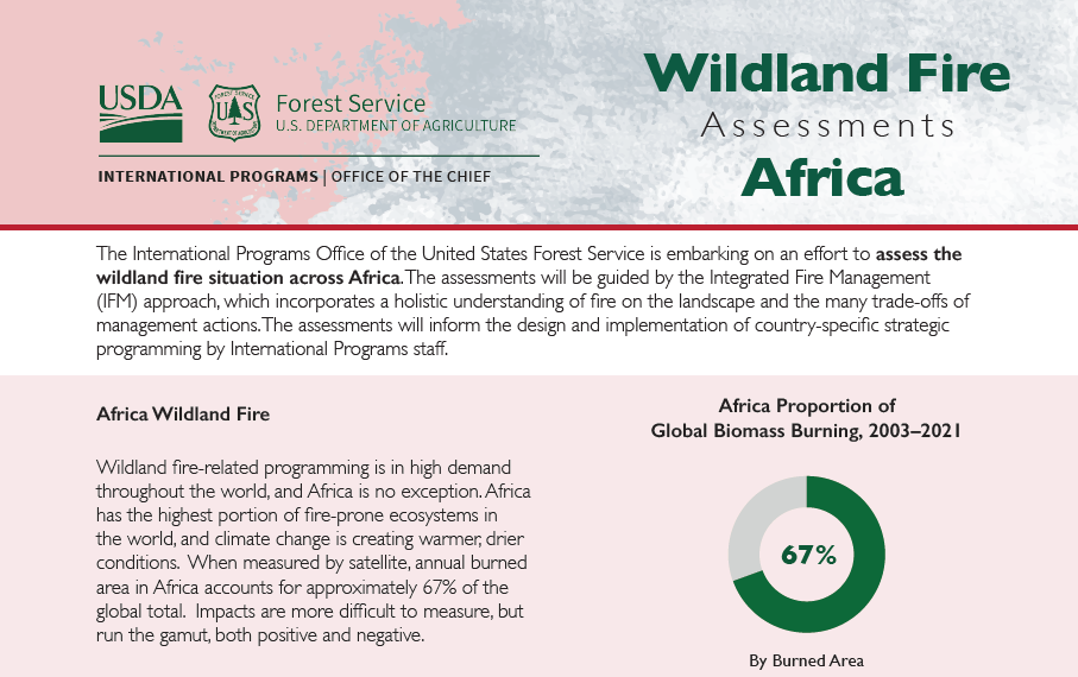 USDA
FOREST SERVICE
U S
DEPARTMENT OF AGRICULTURE
Forest Service
U.S. DEPARTMENT OF AGRICULTURE
INTERNATIONAL PROGRAMS | OFFICE OF THE CHIEF
Wildland Fire
Assessments
Africa
The International Programs Office of the United States Forest Service is embarking on an effort to assess the
wildland fire situation across Africa. The assessments will be guided by the Integrated Fire Management
(IFM) approach, which incorporates a holistic understanding of fire on the landscape and the many trade-offs of
management actions. The assessments will inform the design and implementation of country-specific strategic
programming by International Programs staff.
Africa Wildland Fire
Wildland fire-related programming is in high demand
throughout the world, and Africa is no exception. Africa
has the highest portion of fire-prone ecosystems in
the world, and climate change is creating warmer, drier
conditions. When measured by satellite, annual burned
area in Africa accounts for approximately 67% of the
global total. Impacts are more difficult to measure, but
run the gamut, both positive and negative.
Africa Proportion of
Global Biomass Burning, 2003–2021
67%
By Burned Area